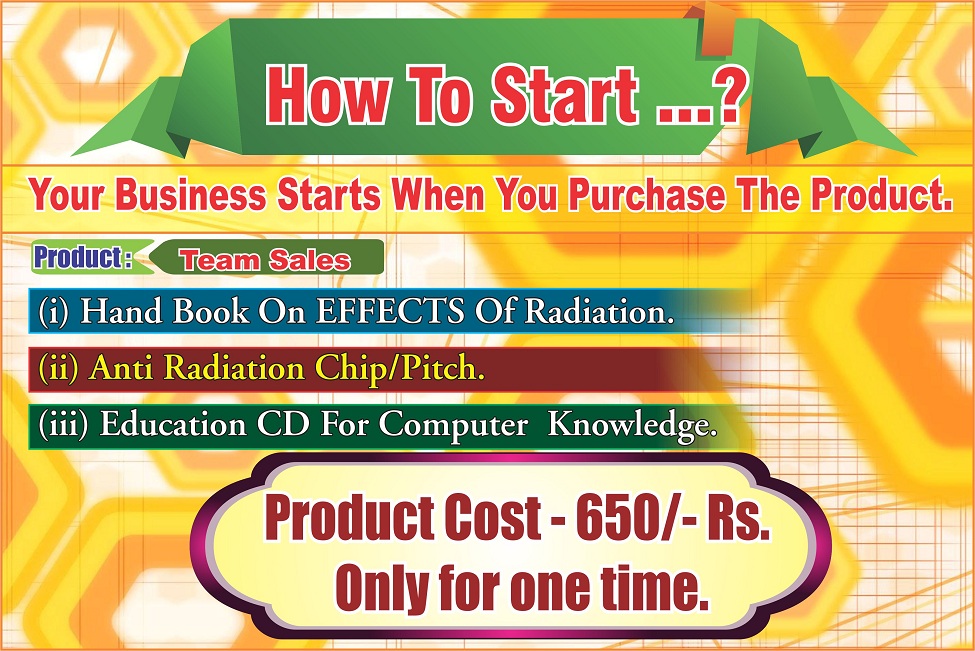 How To Start ...?
Your Business Starts When You Purchase The Product.
Product : Team Sales
(i) Hand Book On EFFECTS Of Radiation.
(ii) Anti Radiation Chip/Pitch.
(iii) Education CD For Computer Knowledge.
Product Cost - 650/- Rs.
Only for one time.